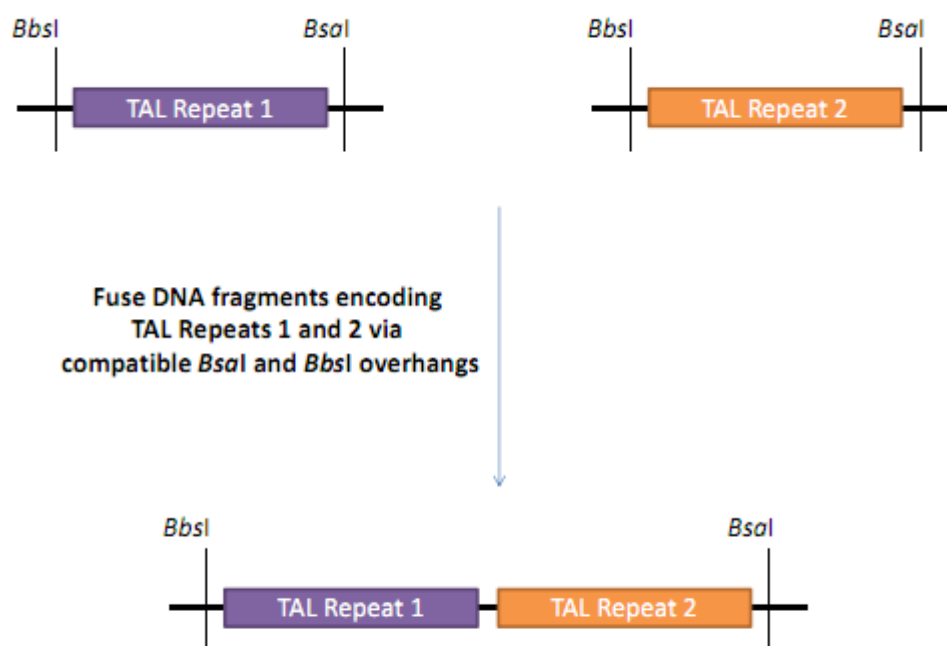 BbsI BsaI BbsI BsaI
TAL Repeat 1 TAL Repeat 2
Fuse DNA fragments encoding
TAL Repeats 1 and 2 via
compatible BsaI and BbsI overhangs
BbsI BsaI
TAL Repeat 1 TAL Repeat 2